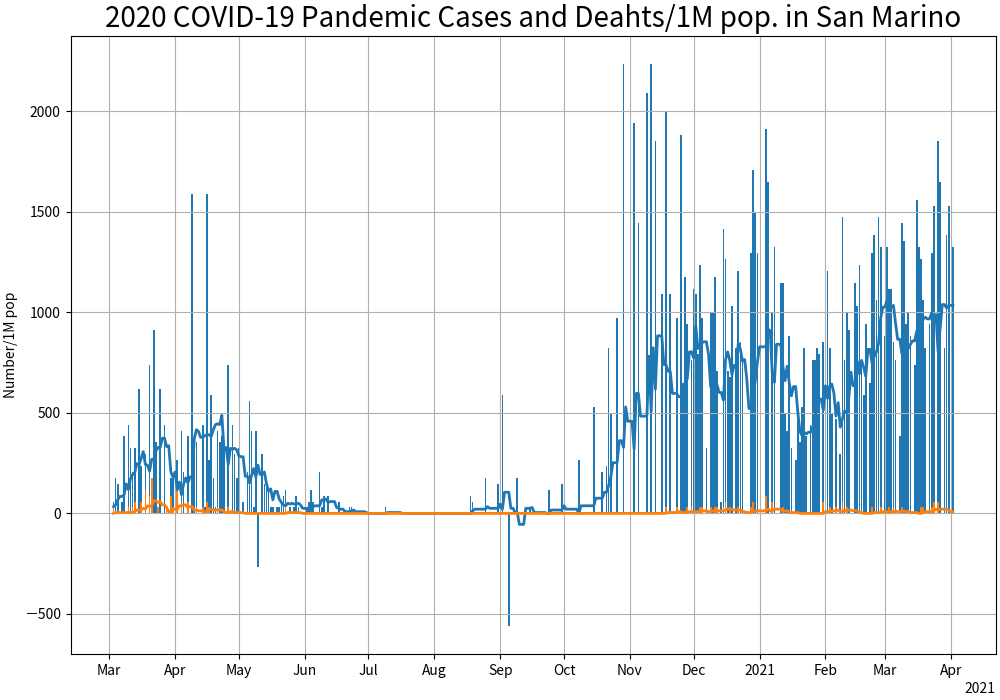 2020 COVID-19 Pandemic Cases and Deahts/1M pop. in San Marino
Number/1M pop
2000
1500
1000
500
0
−500
Mar Apr May Jun Jul Aug Sep Oct Nov Dec 2021 Feb Mar Apr
2021